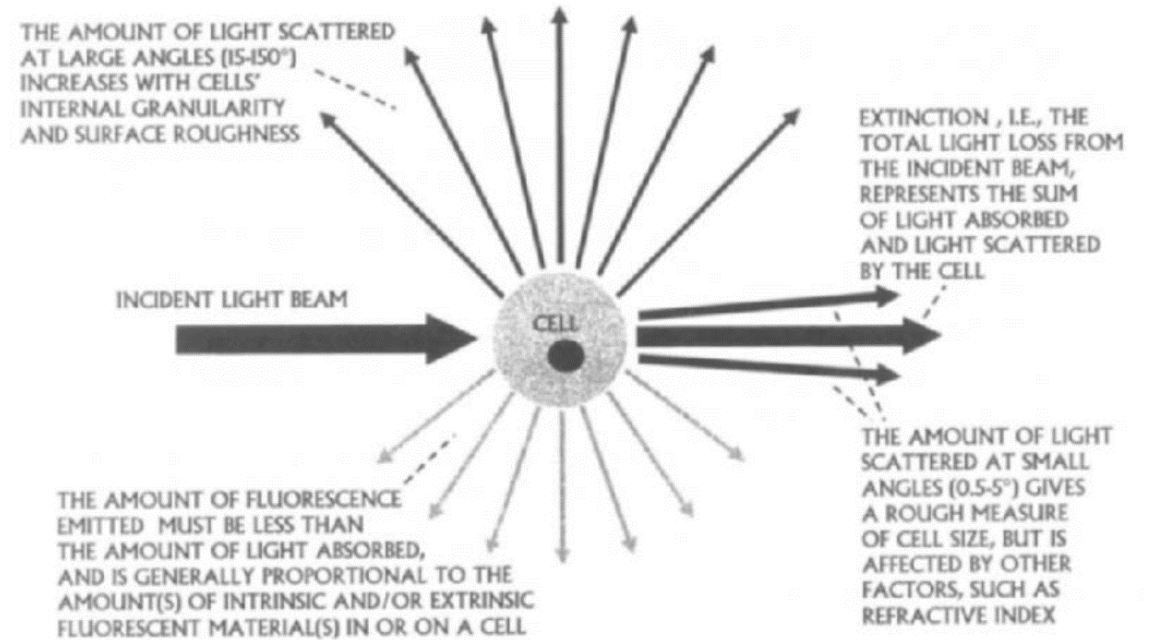 THE AMOUNT OF LIGHT SCATTERED
AT LARGE ANGLES (15-150°)
INCREASES WITH CELLS'
INTERNAL GRANULARITY
AND SURFACE ROUGHNESS
EXTINCTION , I.E., THE
TOTAL LIGHT LOSS FROM
THE INCIDENT BEAM,
REPRESENTS THE SUM
OF LIGHT ABSORBED
AND LIGHT SCATTERED
BY THE CELL
INCIDENT LIGHT BEAM
CELL
THE AMOUNT OF LIGHT
SCATTERED AT SMALL
ANGLES (0.5-5°) GIVES
A ROUGH MEASURE
OF CELL SIZE, BUT IS
AFFECTED BY OTHER
FACTORS, SUCH AS
REFRACTIVE INDEX
THE AMOUNT OF FLUORESCENCE
EMITTED MUST BE LESS THAN
THE AMOUNT OF LIGHT ABSORBED,
AND IS GENERALLY PROPORTIONAL TO THE
AMOUNT(S) OF INTRINSIC AND/OR EXTRINSIC
FLUORESCENT MATERIAL(S) IN OR ON A CELL